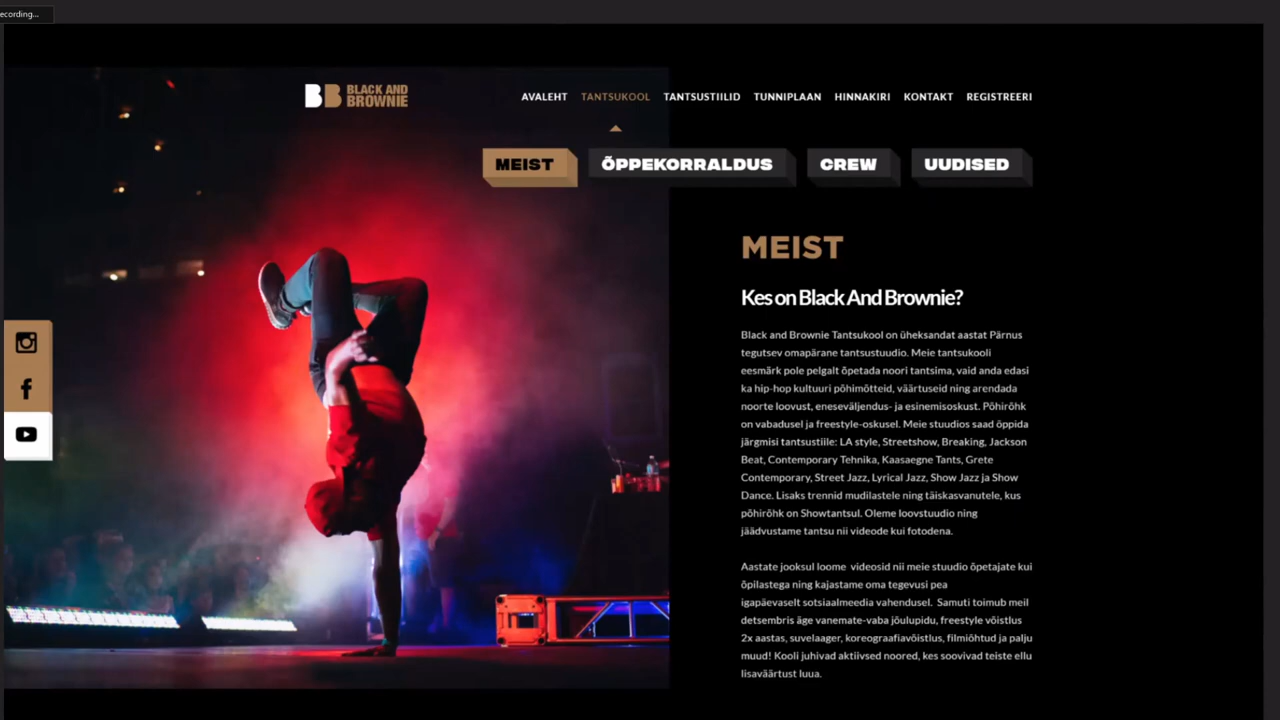 ecording...
BB BLACK AND
BROWNIE
AVALEHT TANTSUKOOL TANTSUSTIILID TUNNIPLAAN HINNAKIRI KONTAKT REGISTREERI
MEIST ÕPPEKORRALDUS CREW UUDISED
MEIST
Kes on Black And Brownie?
Black and Brownie Tantsukool on üheksandat aastat Pärnus
tegutsev omapärane tantsustuudio. Meie tantsukooli
eesmärk pole pelgalt õpetada noori tantsima, vaid anda edasi
ka hip-hop kultuuri põhimõtteid, väärtuseid ning arendada
noorte loovust, eneseväljendus- ja esinemisoskust. Põhirõhk
on vabadusel ja freestyle-oskusel. Meie stuudios saad õppida
järgmisi tantsustiile: LA style, Streetshow, Breaking, Jackson
Beat, Contemporary Tehnika, Kaasaegne Tants, Grete
Contemporary, Street Jazz, Lyrical Jazz, Show Jazz ja Show
Dance. Lisaks trennid mudilastele ning täiskasvanutele, kus
põhirõhk on Showtantsul. Oleme loovstuudio ning
jäädvustame tantsu nii videode kui fotodena.
Aastate jooksul loome videosid nii meie stuudio õpetajate kui
õpilastega ning kajastame oma tegevusi pea
igapäevaselt sotsiaalmeedia vahendusel. Samuti toimub meil
detsembris äge vanemate-vaba jõulupidu, freestyle võistlus
2x aastas, suvelaager, koreograafiavõistlus, filmiõhtud ja palju
muud! Kooli juhivad aktiivsed noored, kes soovivad teiste ellu
lisaväärtust luua.